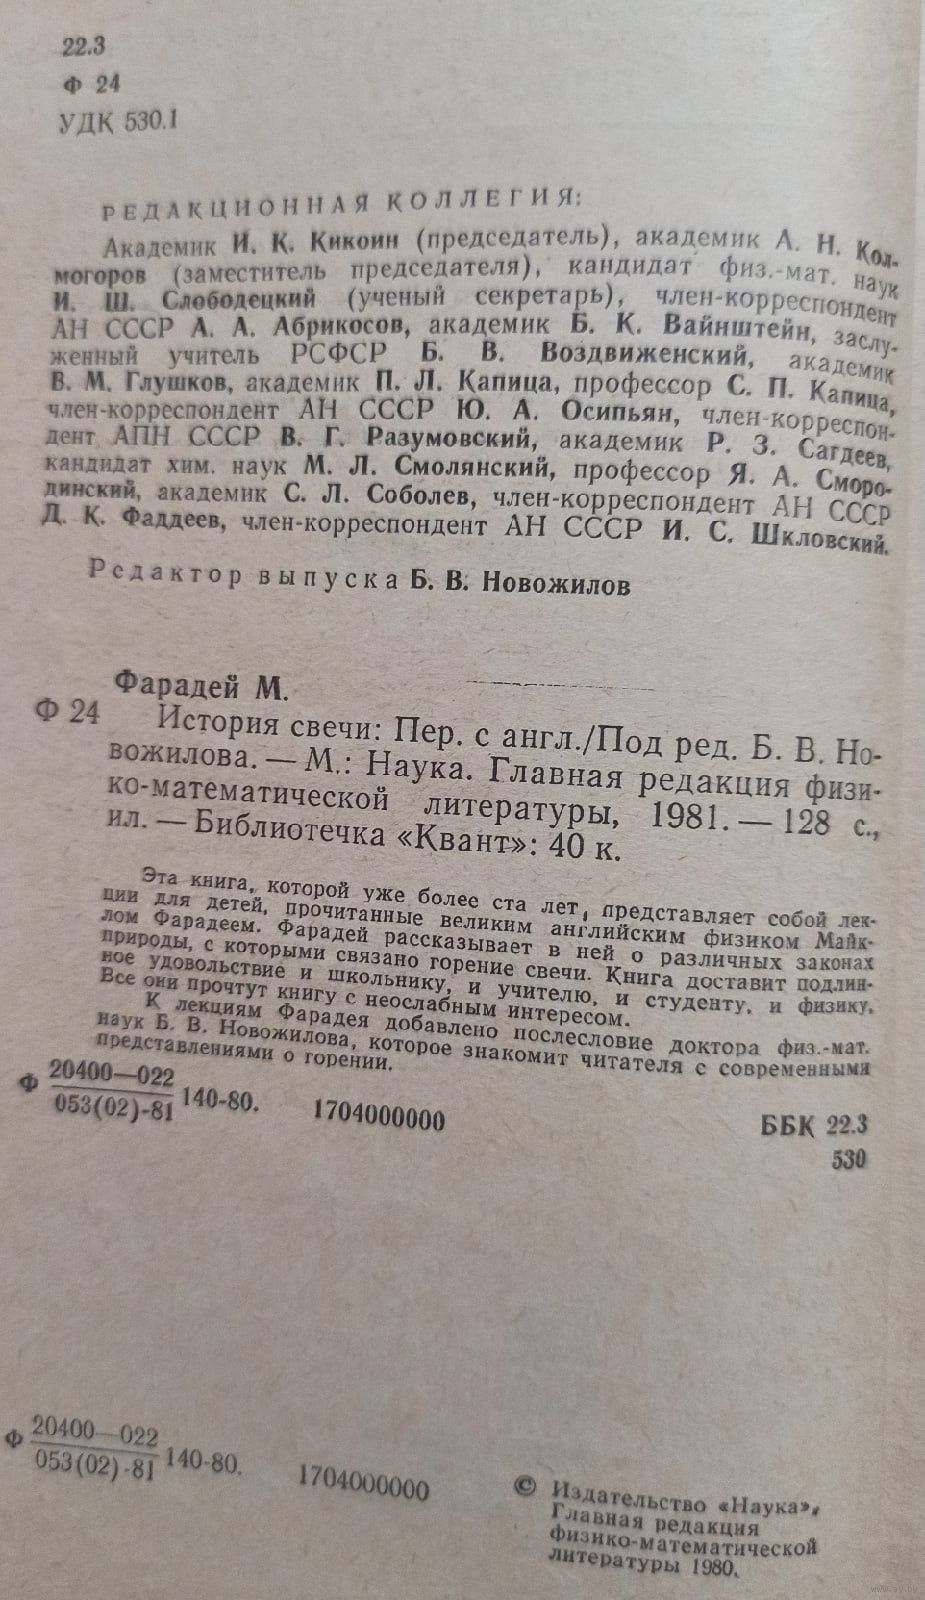 22.3
Ф 24
УДК 530.1
РЕДАКЦИОННАЯ КОЛЛЕГИЯ:
Академик И. К. Кикоин (председатель), академик А. Н. Кол-
могоров (заместитель председателя), кандидат физ.-мат. наук
И. Ш. Слободецкий (ученый секретарь), член-корреспондент
АН СССР А. А. Абрикосов, академик Б. К. Вайнштейн, заслу-
женный учитель РСФСР Б. В. Воздвиженский, академик
В. М. Глушков, академик П. Л. Капица, профессор С. П. Капица,
член-корреспондент АН СССР Ю. А. Осипьян, член-корреспон-
дент АПН СССР В. Г. Разумовский, академик Р. З. Сагдеев,
кандидат хим. наук М. Л. Смолянский, профессор Я. А. Сморо-
динский, академик С. Л. Соболев, член-корреспондент АН СССР
Д. К. Фаддеев, член-корреспондент АН СССР И. С. Шкловский.
Редактор выпуска Б. В. Новожилов
Фарадей М.
Ф 24 История свечи: Пер. с англ./Под ред. Б. В. Но-
вожилова. — М.: Наука. Главная редакция физи-
ко-математической литературы, 1981. — 128 с.,
ил. — Библиотечка «Квант»: 40 к.
Эта книга, которой уже более ста лет, представляет собой лек-
ции для детей, прочитанные великим английским физиком Майк-
лом Фарадеем. Фарадей рассказывает в ней о различных законах
природы, с которыми связано горение свечи. Книга доставит подлин-
ное удовольствие и школьнику, и учителю, и студенту, и физику.
Все они прочтут книгу с неослабным интересом.
К лекциям Фарадея добавлено послесловие доктора физ.-мат.
наук Б. В. Новожилова, которое знакомит читателя с современными
представлениями о горении.
Ф 20400—022
053(02)-81 140-80. 1704000000
ББК 22.3
530
Ф 20400—022
053(02)-81 140-80. 1704000000
© Издательство «Наука»,
Главная редакция
физико-математической
литературы 1980.
www.ay.by